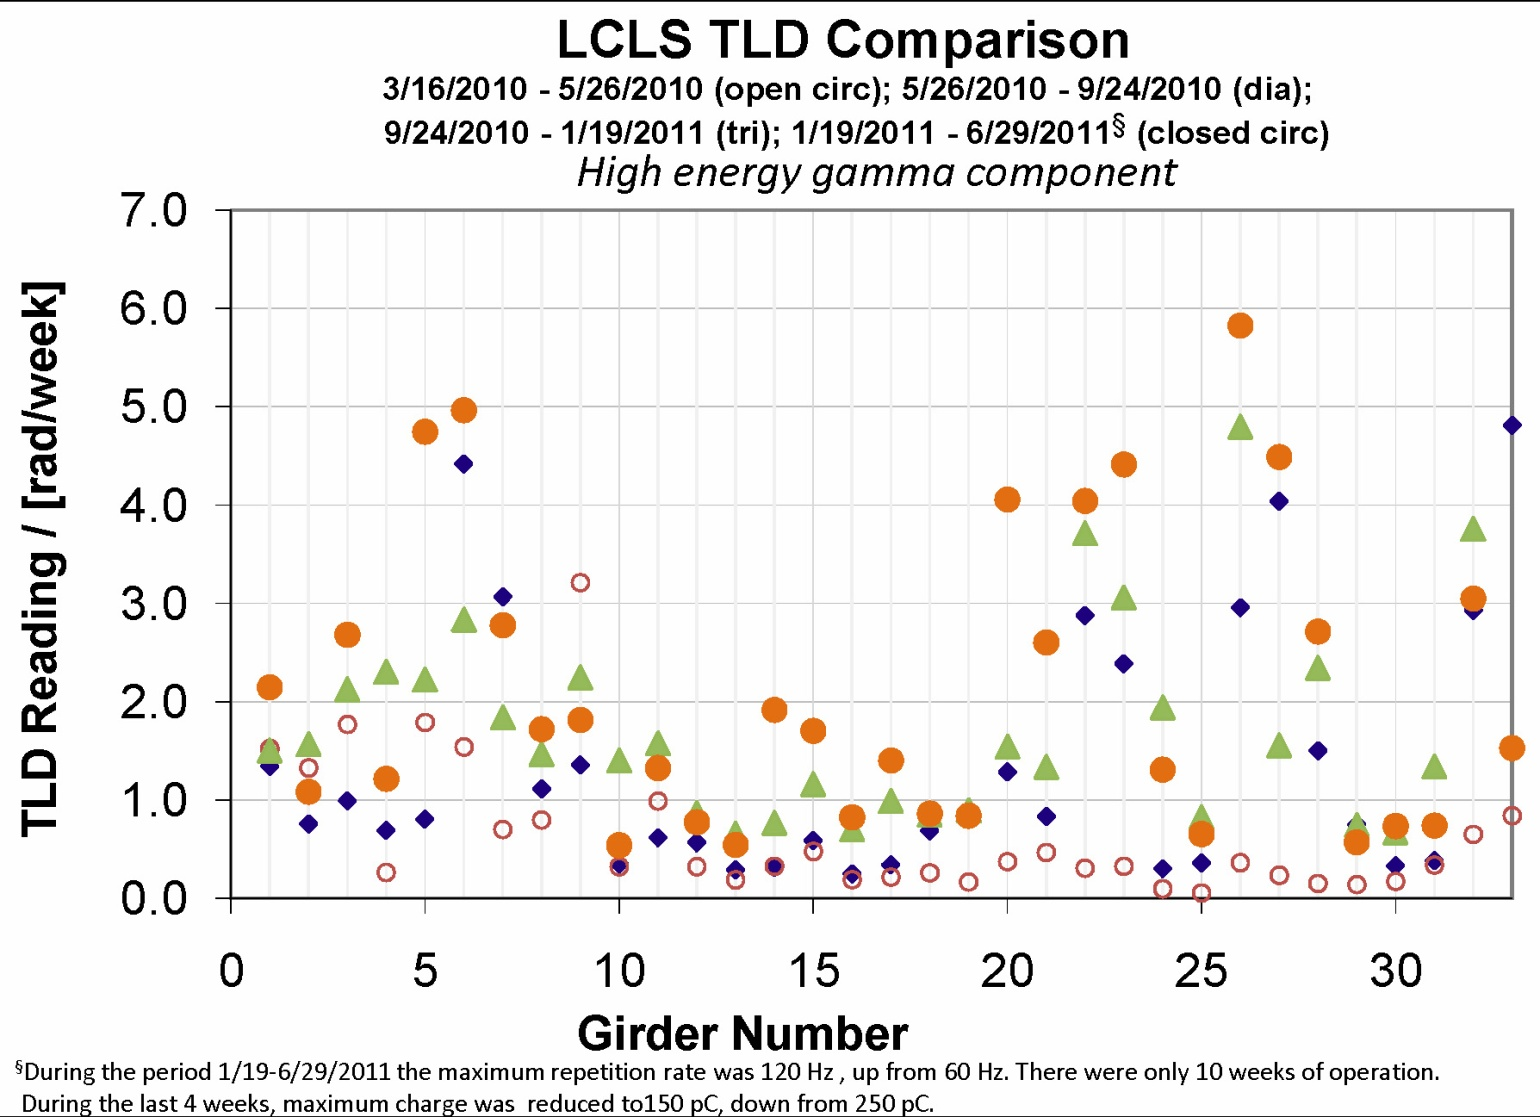 LCLS TLD Comparison
3/16/2010 - 5/26/2010 (open circ); 5/26/2010 - 9/24/2010 (dia);
9/24/2010 - 1/19/2011 (tri); 1/19/2011 - 6/29/2011§ (closed circ)
High energy gamma component
TLD Reading / [rad/week]
7.0
6.0
5.0
4.0
3.0
2.0
1.0
0.0
0 5 10 15 20 25 30
Girder Number
§During the period 1/19-6/29/2011 the maximum repetition rate was 120 Hz , up from 60 Hz. There were only 10 weeks of operation.
During the last 4 weeks, maximum charge was reduced to150 pC, down from 250 pC.